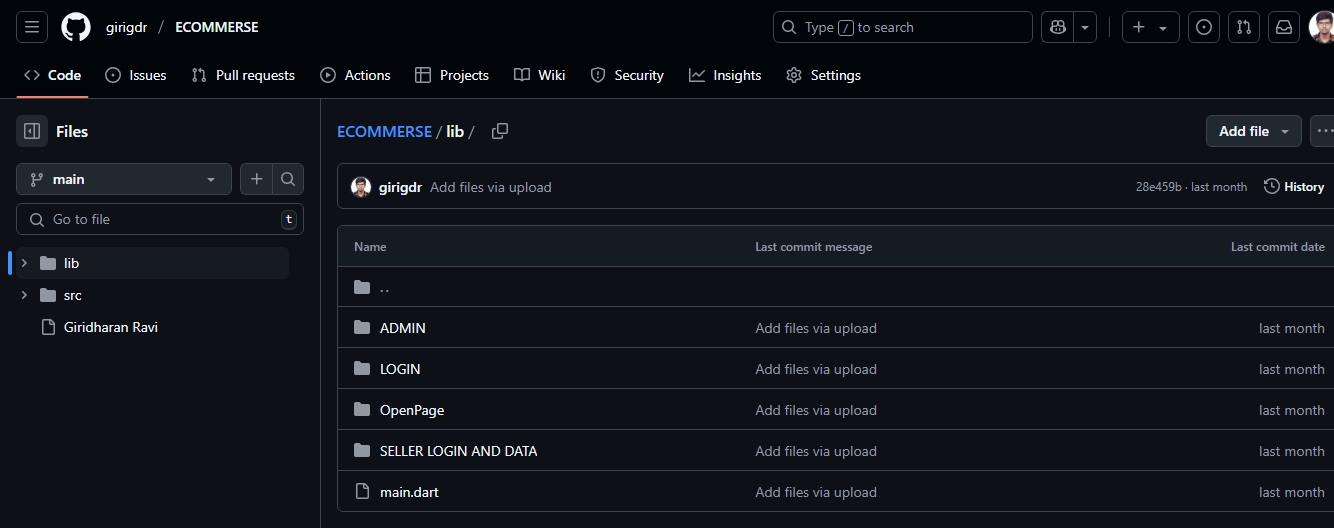 girigdr / ECOMMERSE
Type / to search
Code Issues Pull requests Actions Projects Wiki Security Insights Settings
Files
main
Go to file t
lib
src
Giridharan Ravi
ECOMMERSE / lib /
Add file
girigdr Add files via upload 28e459b · last month History
Name Last commit message Last commit date
..
ADMIN Add files via upload last month
LOGIN Add files via upload last month
OpenPage Add files via upload last month
SELLER LOGIN AND DATA Add files via upload last month
main.dart Add files via upload last month